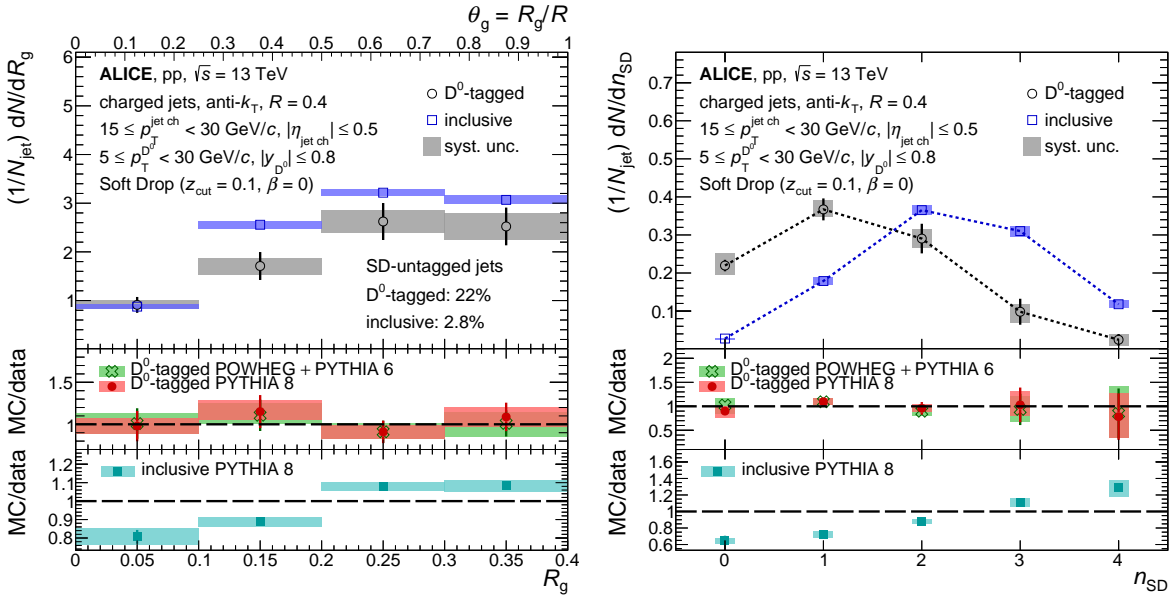 θg = Rg/R
0 0.1 0.2 0.3 0.4 0.5 0.6 0.7 0.8 0.9 1
(1/Njet) dN/dRg
6
5
4
3
2
1
ALICE, pp, √s = 13 TeV
charged jets, anti-kT, R = 0.4
15 ≤ pT^jet ch < 30 GeV/c, |ηjet ch| ≤ 0.5
5 ≤ pT^D0 < 30 GeV/c, |yD0| ≤ 0.8
Soft Drop (zcut = 0.1, β = 0)
D0-tagged
inclusive
syst. unc.
SD-untagged jets
D0-tagged: 22%
inclusive: 2.8%
MC/data
1.5
1
D0-tagged POWHEG + PYTHIA 6
D0-tagged PYTHIA 8
MC/data
1.2
1.1
1
0.9
0.8
inclusive PYTHIA 8
0 0.05 0.1 0.15 0.2 0.25 0.3 0.35 0.4
Rg
(1/Njet) dN/dnSD
0.7
0.6
0.5
0.4
0.3
0.2
0.1
ALICE, pp, √s = 13 TeV
charged jets, anti-kT, R = 0.4
15 ≤ pT^jet ch < 30 GeV/c, |ηjet ch| ≤ 0.5
5 ≤ pT^D0 < 30 GeV/c, |yD0| ≤ 0.8
Soft Drop (zcut = 0.1, β = 0)
D0-tagged
inclusive
syst. unc.
MC/data
2
1.5
1
0.5
D0-tagged POWHEG + PYTHIA 6
D0-tagged PYTHIA 8
MC/data
1.6
1.4
1.2
1
0.8
0.6
inclusive PYTHIA 8
0 1 2 3 4
nSD